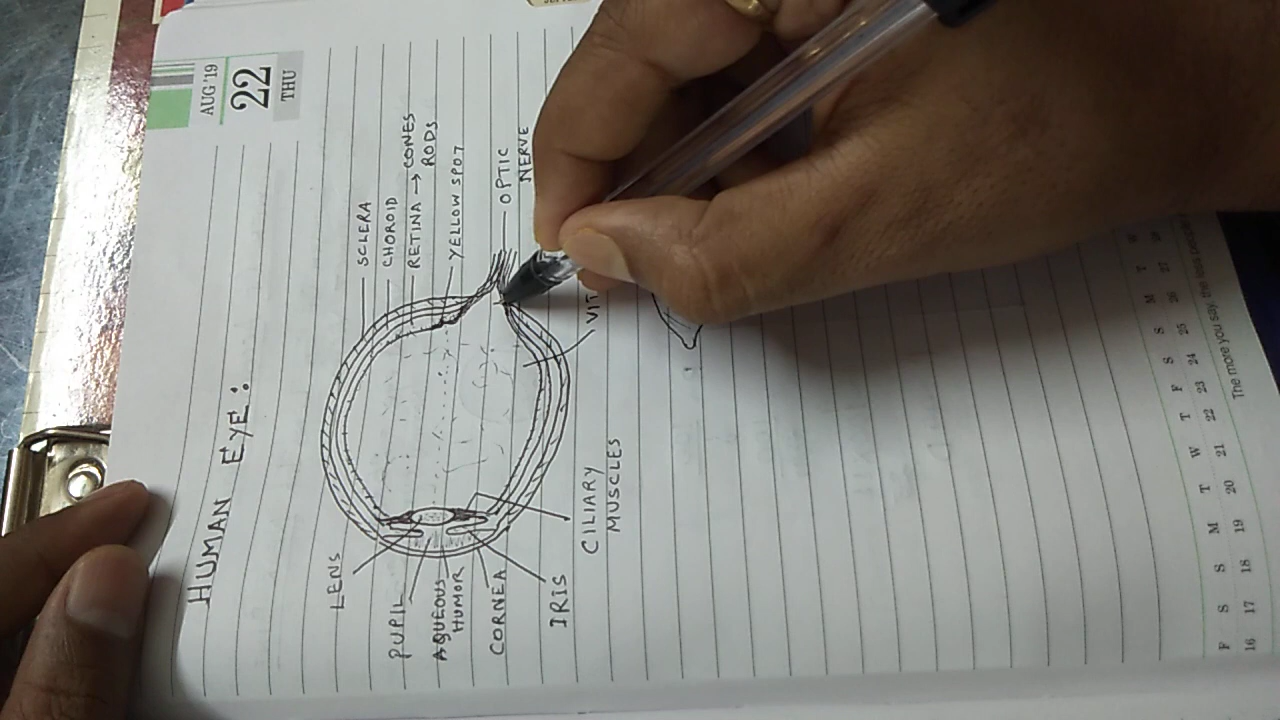 SEPT
AUG '19
22
THU
HUMAN EYE:
SCLERA
CHOROID
RETINA → CONES
RODS
YELLOW SPOT
OPTIC
NERVE
VIT
LENS
PUPIL
AQUEOUS
HUMOR
CORNEA
IRIS
CILIARY
MUSCLES
F S S M T W T F S S M T W
16 17 18 19 20 21 22 23 24 25 26 27 28
The more you say, the less people